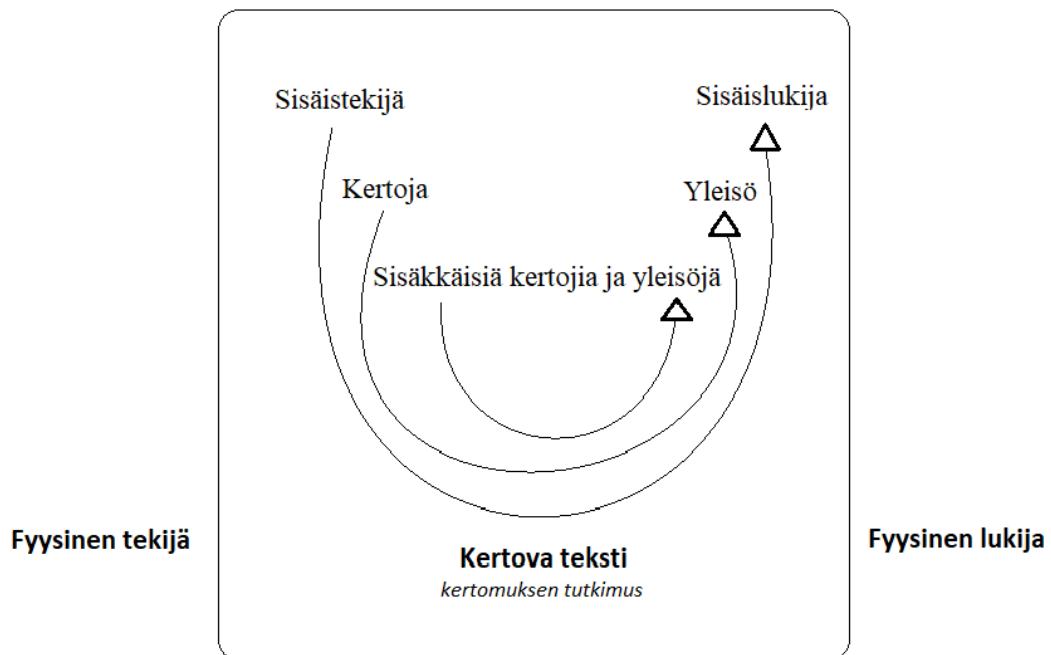 Sisäistekijä
Sisäislukija
Kertoja
Yleisö
Sisäkkäisiä kertojia ja yleisöjä
Fyysinen tekijä
Kertova teksti
kertomuksen tutkimus
Fyysinen lukija